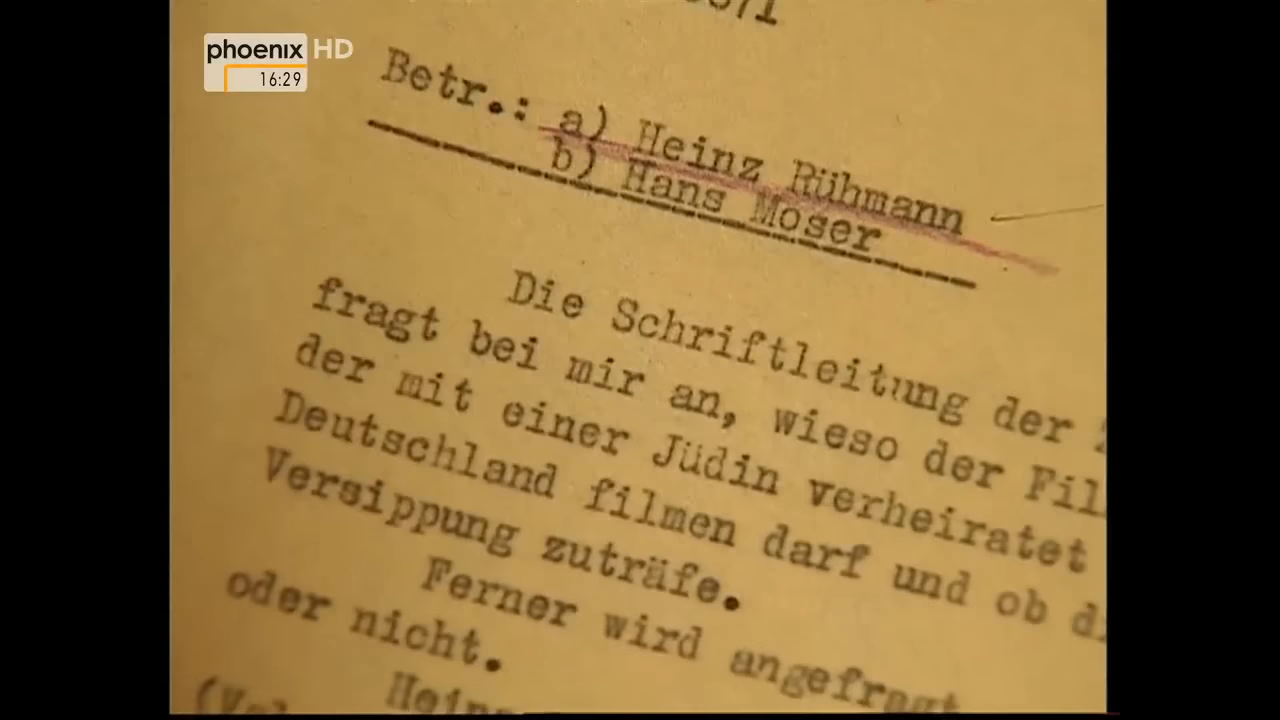 phoenix HD
16:29
Betr.: a) Heinz Rühmann
b) Hans Moser
Die Schriftleitung der
fragt bei mir an, wieso der
der mit einer Jüdin verheiratet
Deutschland filmen darf und ob
Versippung zuträfe.
Ferner wird angefragt
oder nicht.